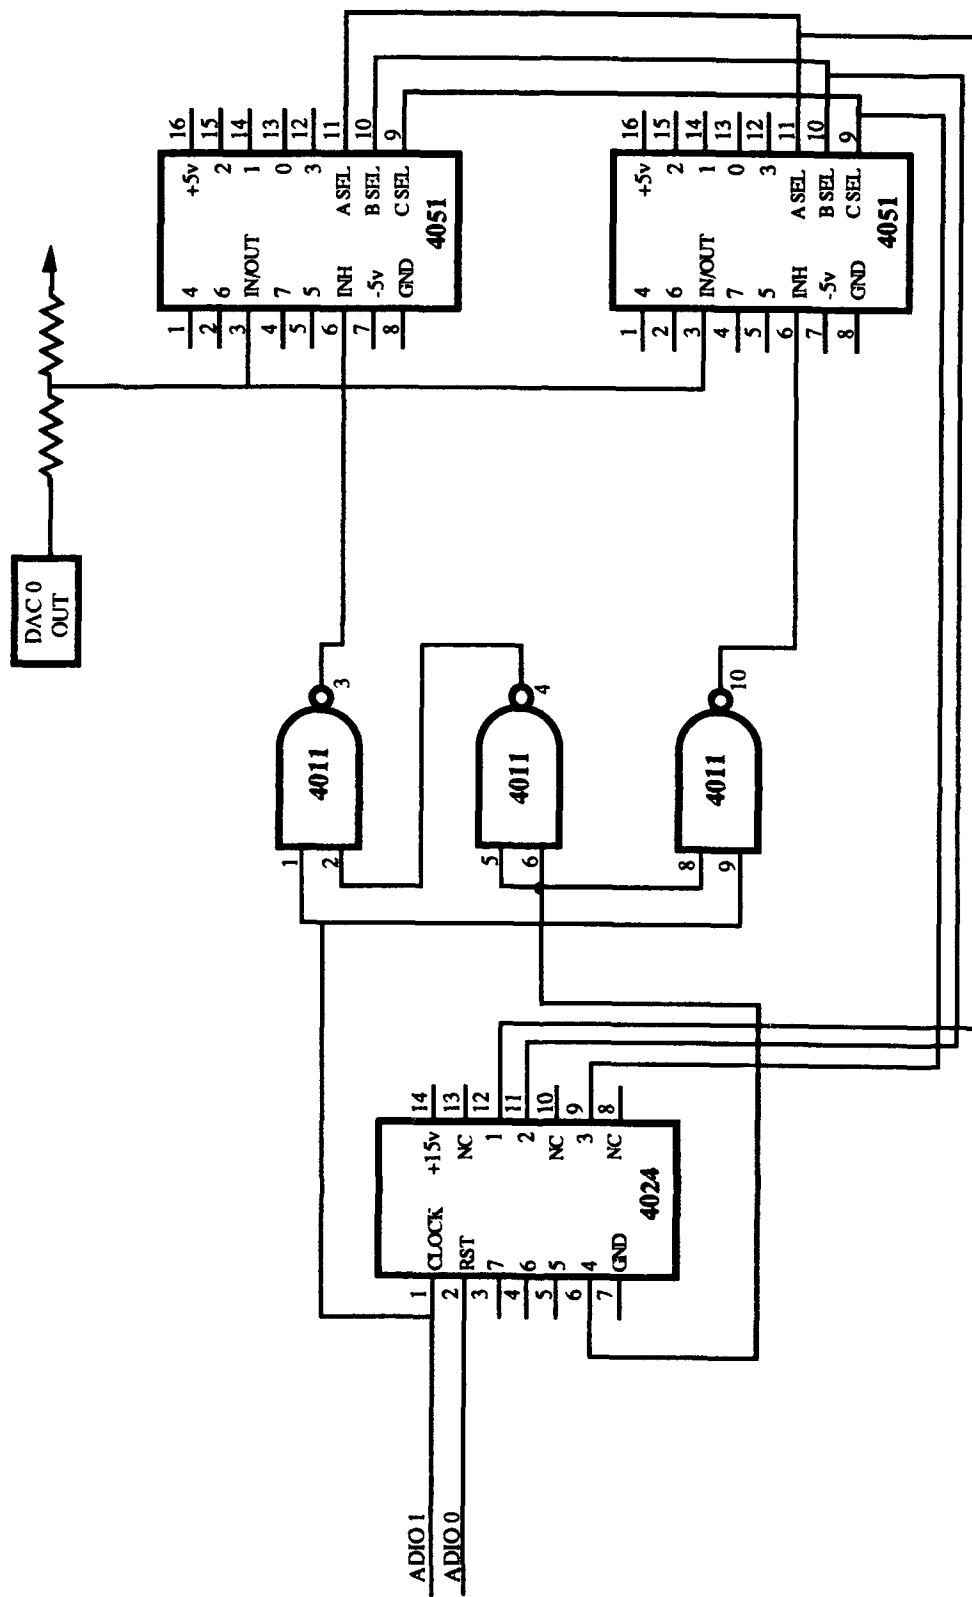 DAC 0
OUT
ADIO 1
ADIO 0
1 CLOCK +15v 14
2 RST NC 13
3 7 1 12
4 6 2 11
5 5 NC 10
6 4 3 9
7 GND NC 8
4024
1
2
4011
3
5
6
4011
4
8
9
4011
10
1 4 +5v 16
2 6 2 15
3 IN/OUT 1 14
4 7 0 13
5 5 3 12
6 INH A SEL 11
7 -5v B SEL 10
8 GND C SEL 9
4051
1 4 +5v 16
2 6 2 15
3 IN/OUT 1 14
4 7 0 13
5 5 3 12
6 INH A SEL 11
7 -5v B SEL 10
8 GND C SEL 9
4051